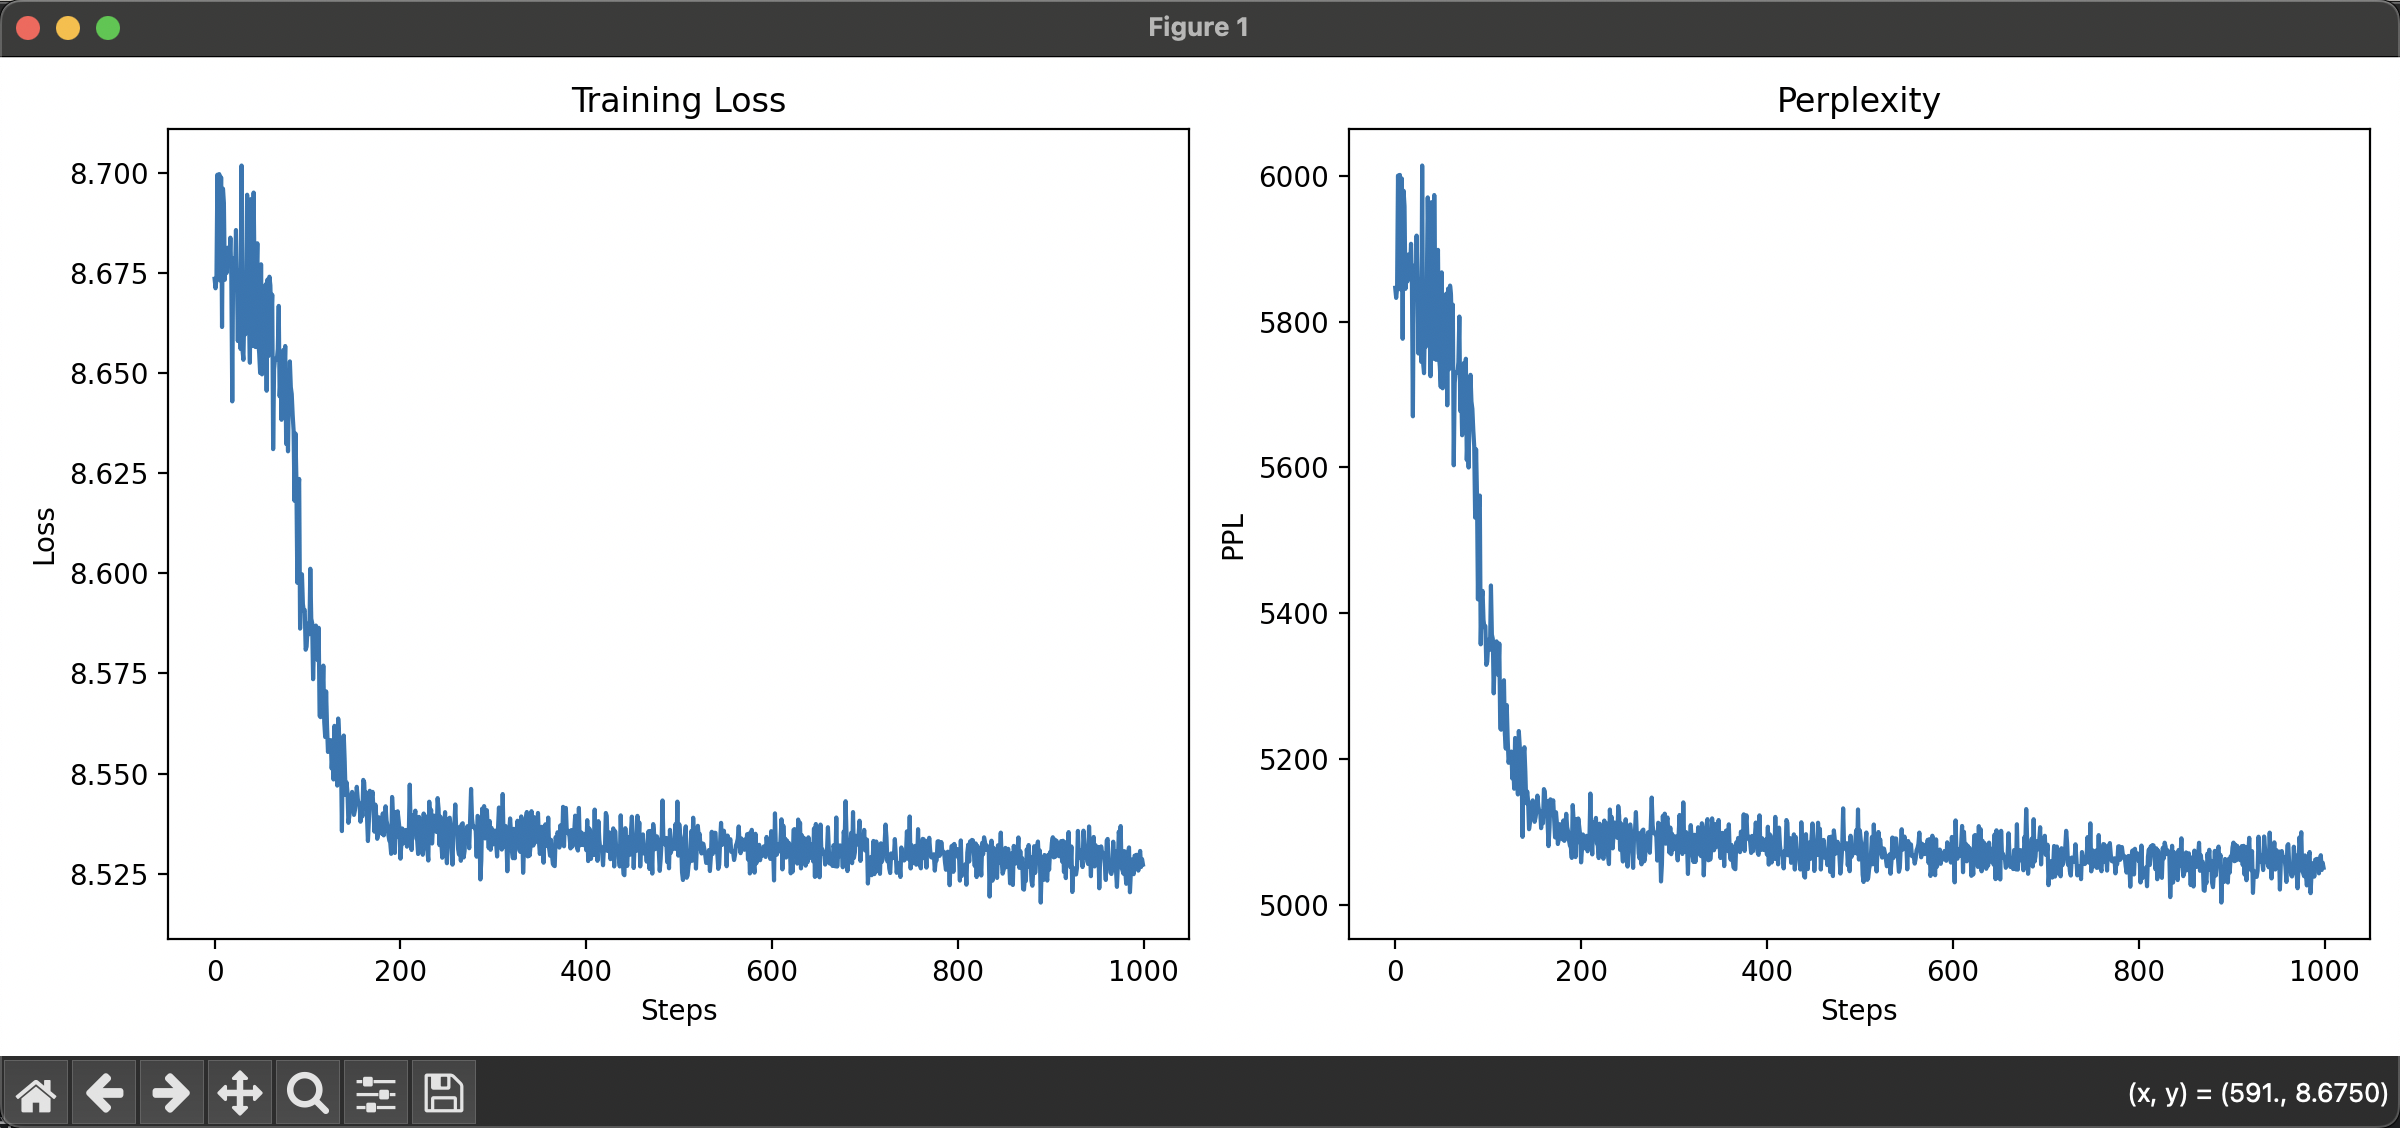 Figure 1
Training Loss
8.700
8.675
8.650
8.625
8.600
8.575
8.550
8.525
Loss
0 200 400 600 800 1000
Steps
Perplexity
6000
5800
5600
5400
5200
5000
PPL
0 200 400 600 800 1000
Steps
(x, y) = (591., 8.6750)